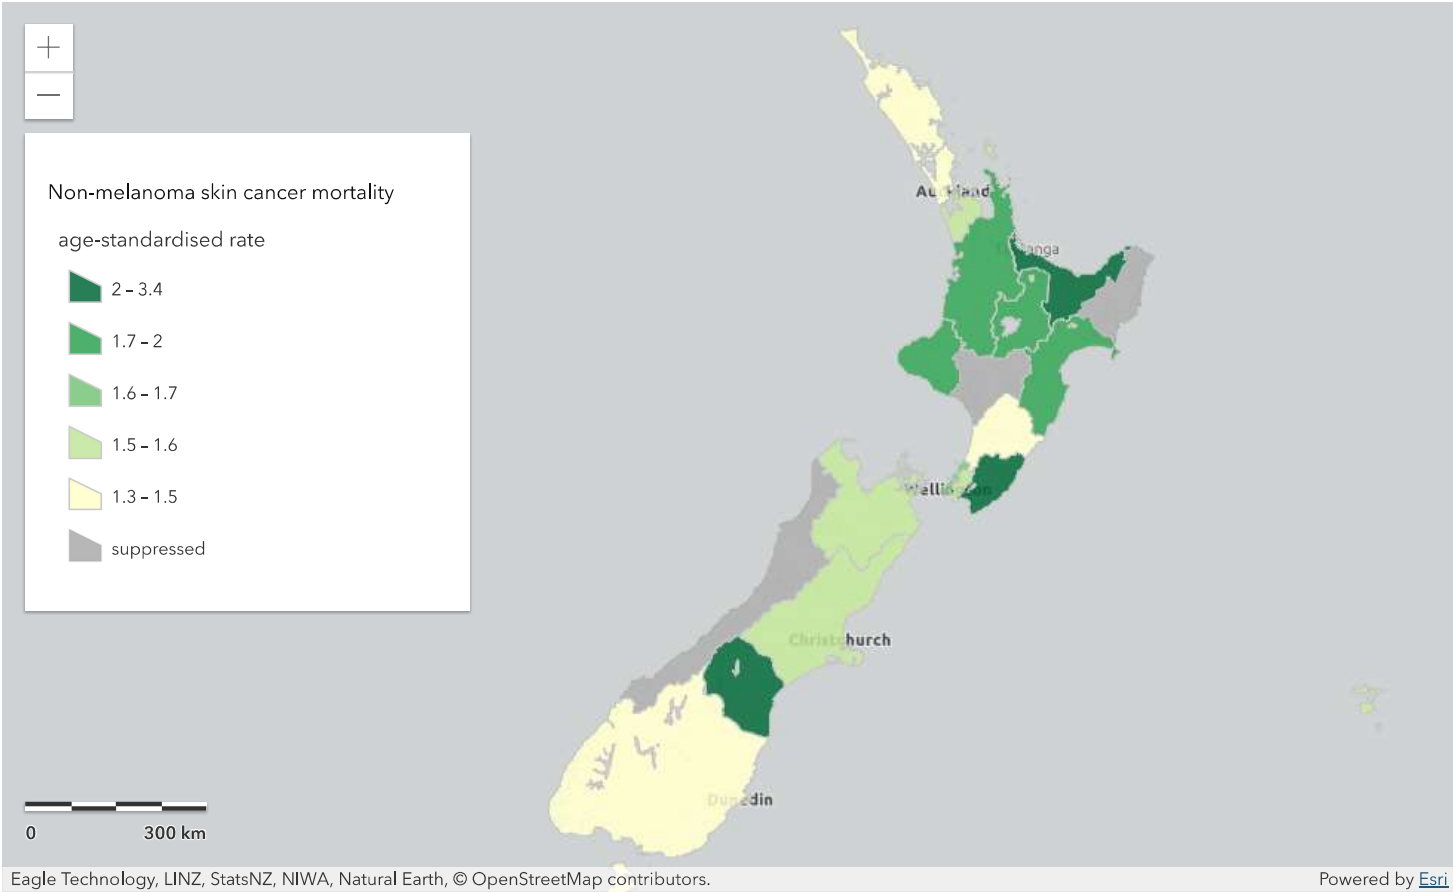 Non-melanoma skin cancer mortality
age-standardised rate
2 – 3.4
1.7 – 2
1.6 – 1.7
1.5 – 1.6
1.3 – 1.5
suppressed
Auckland
Wellington
Christchurch
Dunedin
0 300 km
Eagle Technology, LINZ, StatsNZ, NIWA, Natural Earth, © OpenStreetMap contributors. Powered by Esri